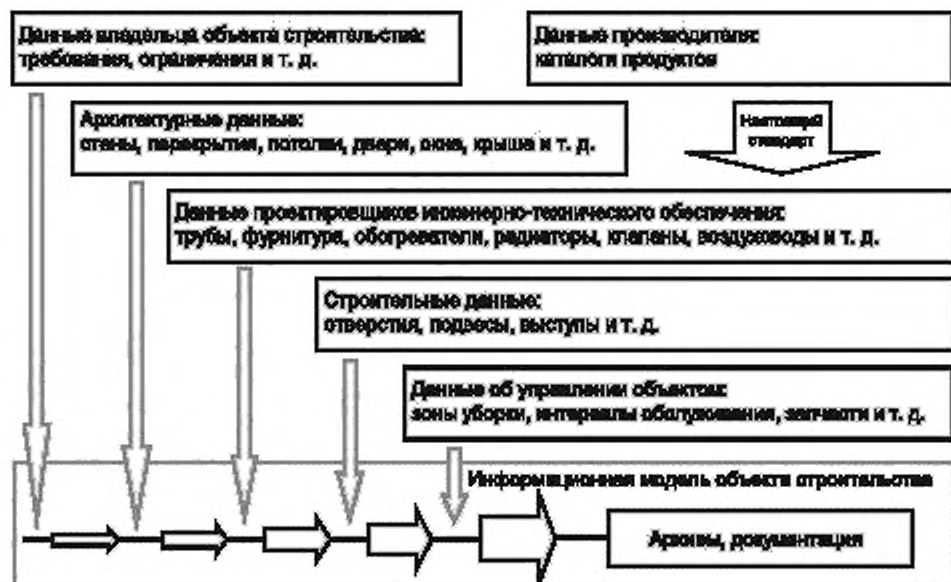 Данные владельца объекта строительства:
требования, ограничения и т. д.
Данные производителя:
каталоги продуктов
Архитектурные данные:
стены, перекрытия, потолки, двери, окна, крыша и т. д.
Настоящий
стандарт
Данные проектировщиков инженерно-технического обеспечения:
трубы, фурнитура, обогреватели, радиаторы, клапаны, воздуховоды и т. д.
Строительные данные:
отверстия, подвесы, выступы и т. д.
Данные об управлении объектом:
зоны уборки, интервалы обслуживания, запчасти и т. д.
Информационная модель объекта строительства
Архивы, документация